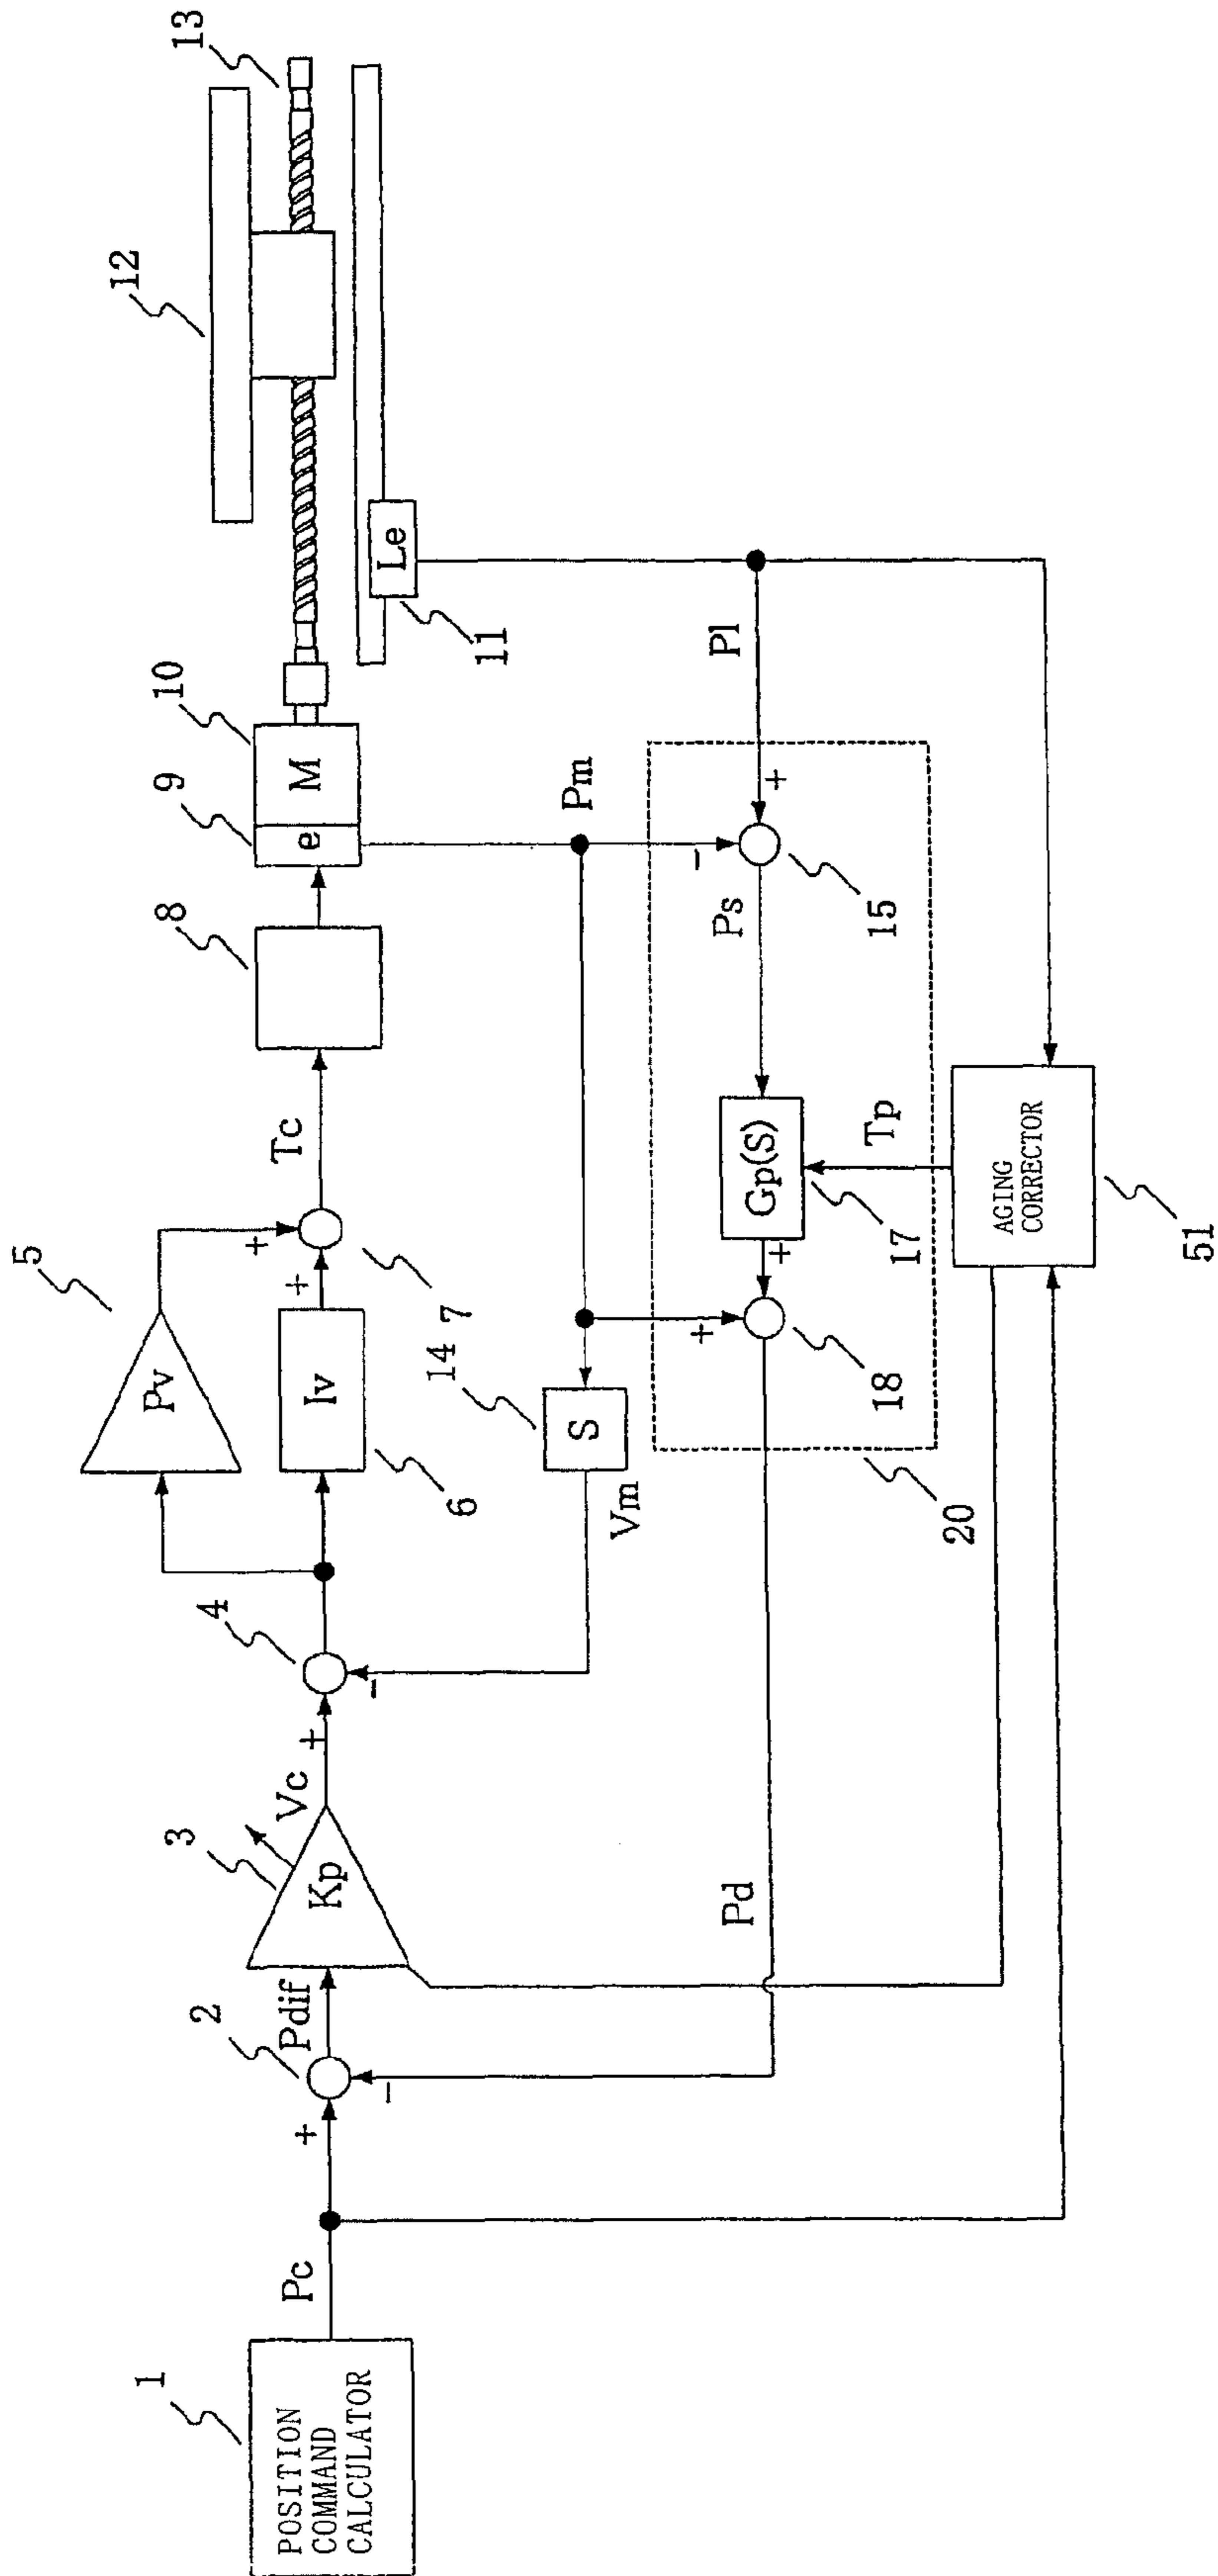 1
POSITION
COMMAND
CALCULATOR
Pc
+
-
2
Pdif
3
Kp
Vc
+
-
4
5
Pv
6
Iv
+
+
7
Tc
8
9
e
10
M
12
13
11
Le
Pl
Pm
14
S
Vm
+
-
15
Ps
Gp(S)
17
Tp
+
+
18
20
Pd
AGING
CORRECTOR
51